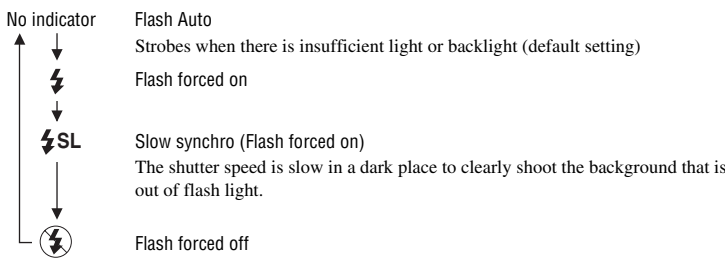 No indicator Flash Auto
Strobes when there is insufficient light or backlight (default setting)
Flash forced on
SL Slow synchro (Flash forced on)
The shutter speed is slow in a dark place to clearly shoot the background that is
out of flash light.
Flash forced off